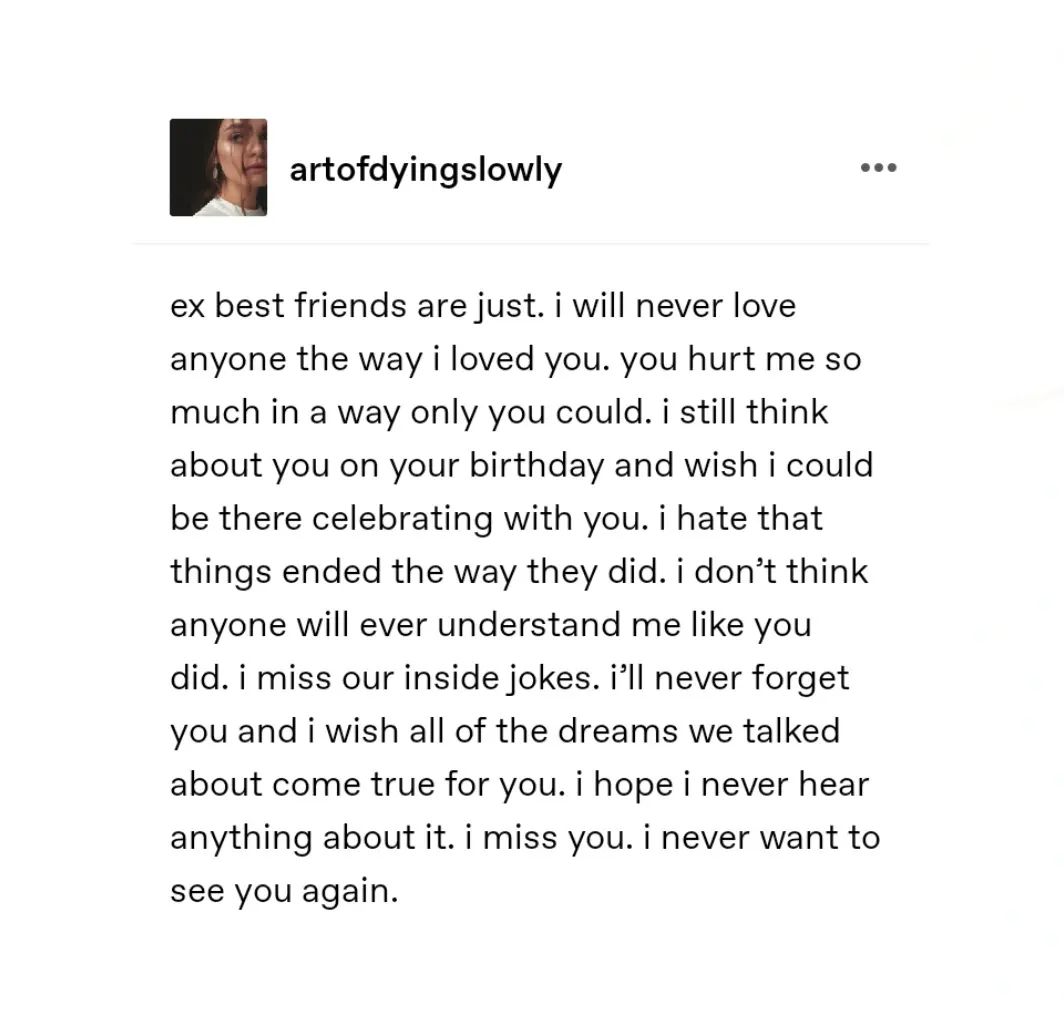 artofdyingslowly
ex best friends are just. i will never love
anyone the way i loved you. you hurt me so
much in a way only you could. i still think
about you on your birthday and wish i could
be there celebrating with you. i hate that
things ended the way they did. i don’t think
anyone will ever understand me like you
did. i miss our inside jokes. i’ll never forget
you and i wish all of the dreams we talked
about come true for you. i hope i never hear
anything about it. i miss you. i never want to
see you again.